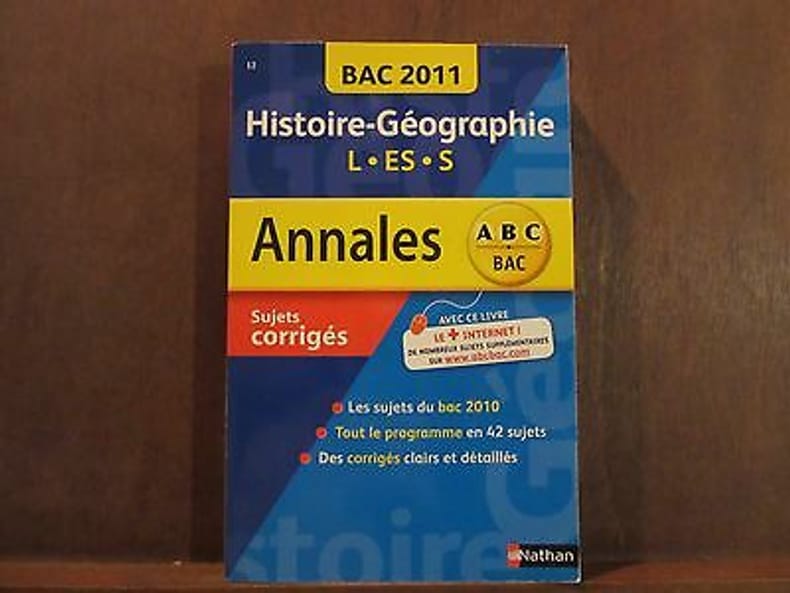 12
BAC 2011
Histoire-Géographie
L • ES • S
Annales
ABC
BAC
Sujets
corrigés
AVEC CE LIVRE
LE + INTERNET !
DE NOMBREUX SUJETS SUPPLÉMENTAIRES
SUR www.abcbac.com
Les sujets du bac 2010
Tout le programme en 42 sujets
Des corrigés clairs et détaillés
Nathan